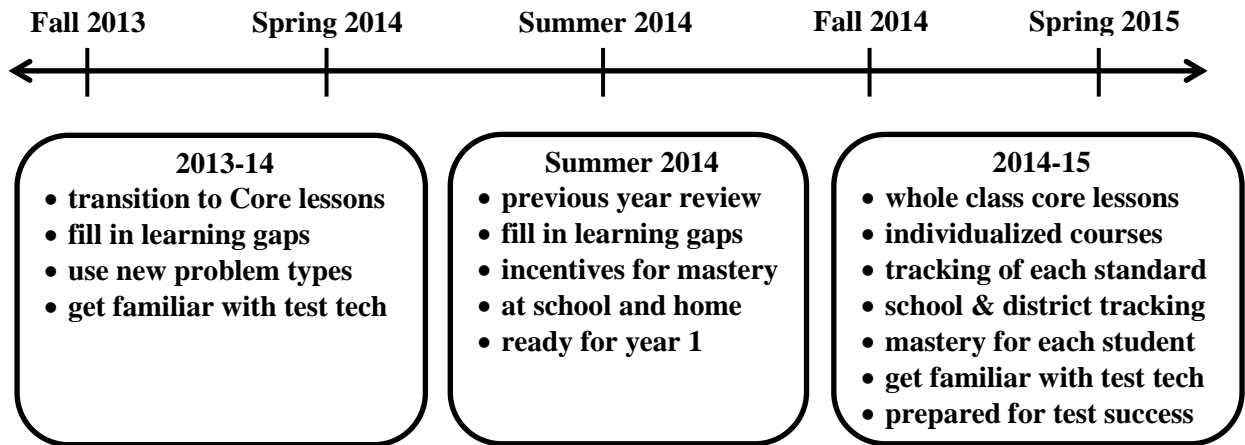 Fall 2013 Spring 2014 Summer 2014 Fall 2014 Spring 2015
2013-14
• transition to Core lessons
• fill in learning gaps
• use new problem types
• get familiar with test tech
Summer 2014
• previous year review
• fill in learning gaps
• incentives for mastery
• at school and home
• ready for year 1
2014-15
• whole class core lessons
• individualized courses
• tracking of each standard
• school & district tracking
• mastery for each student
• get familiar with test tech
• prepared for test success